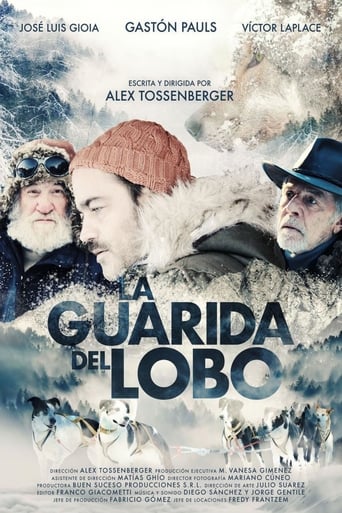 JOSÉ LUIS GIOIA GASTÓN PAULS VÍCTOR LAPLACE
ESCRITA Y DIRIGIDA POR
ALEX TOSSENBERGER
LA
GUARIDA
DEL LOBO
DIRECCIÓN ALEX TOSSENBERGER PRODUCCIÓN EJECUTIVA M. VANESA GIMENEZ
ASISTENTE DE DIRECCIÓN MATÍAS GHÍO DIRECTOR FOTOGRAFÍA MARIANO CÚNEO
PRODUCTORA BUEN SUCESO PRODUCCIONES S.R.L. DIRECCIÓN DE ARTE JULIO SUÁREZ
EDITOR FRANCO GIACOMETTI MÚSICA Y SONIDO DIEGO SÁNCHEZ Y JORGE GENTILE
JEFE DE PRODUCCIÓN FABRICIO GÓMEZ JEFE DE LOCACIONES FREDY FRANTZEM